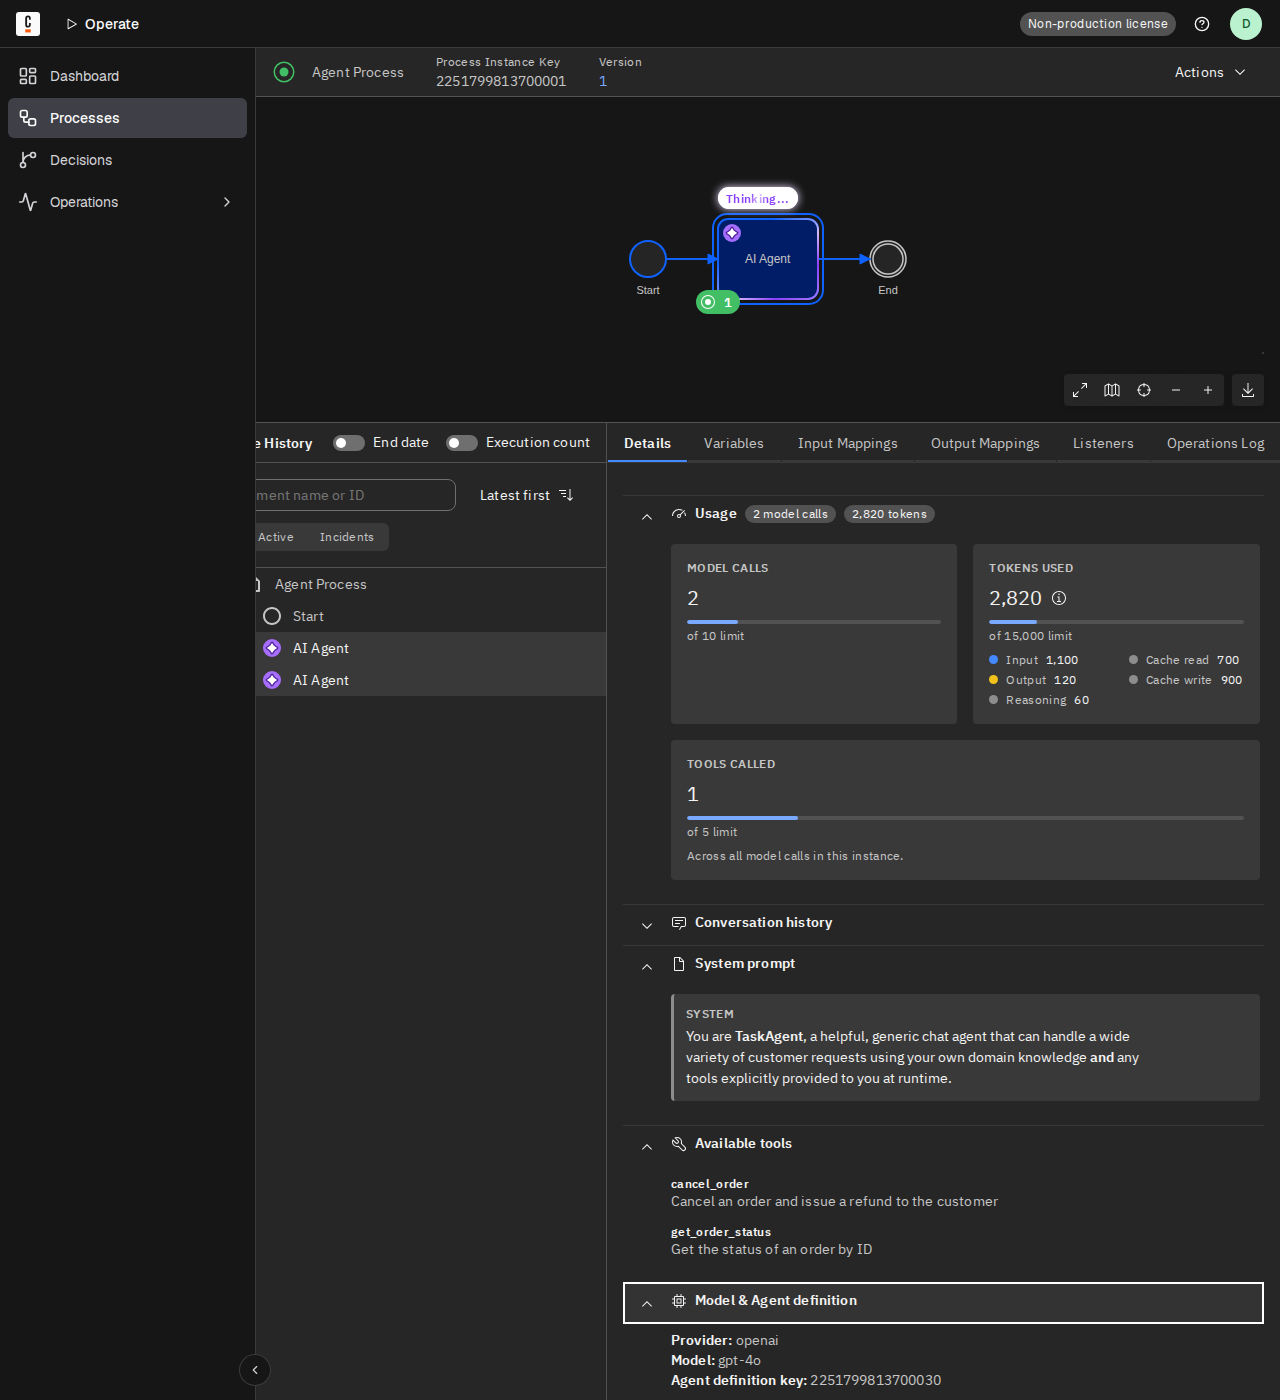 Operate
Non-production license
D
Dashboard
Processes
Decisions
Operations
Agent Process
Process Instance Key
2251799813700001
Version
1
Actions
Thinking...
AI Agent
Start
End
1
e History
End date
Execution count
ment name or ID
Latest first
Active
Incidents
Agent Process
Start
AI Agent
AI Agent
Details
Variables
Input Mappings
Output Mappings
Listeners
Operations Log
Usage
2 model calls
2,820 tokens
MODEL CALLS
2
of 10 limit
TOKENS USED
2,820
of 15,000 limit
Input 1,100
Cache read 700
Output 120
Cache write 900
Reasoning 60
TOOLS CALLED
1
of 5 limit
Across all model calls in this instance.
Conversation history
System prompt
SYSTEM
You are TaskAgent, a helpful, generic chat agent that can handle a wide
variety of customer requests using your own domain knowledge and any
tools explicitly provided to you at runtime.
Available tools
cancel_order
Cancel an order and issue a refund to the customer
get_order_status
Get the status of an order by ID
Model & Agent definition
Provider: openai
Model: gpt-4o
Agent definition key: 2251799813700030